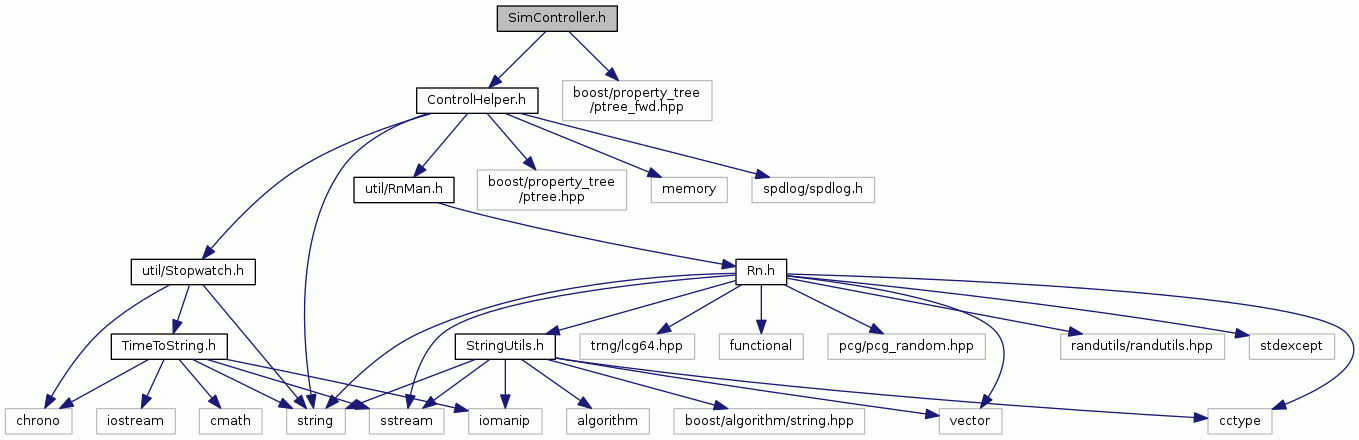 SimController.h
ControlHelper.h
boost/property_tree
/ptree_fwd.hpp
util/RnMan.h
boost/property_tree
/ptree.hpp
memory
spdlog/spdlog.h
util/Stopwatch.h
Rn.h
TimeToString.h
StringUtils.h
trng/lcg64.hpp
functional
pcg/pcg_random.hpp
randutils/randutils.hpp
stdexcept
chrono
iostream
cmath
string
sstream
iomanip
algorithm
boost/algorithm/string.hpp
vector
cctype